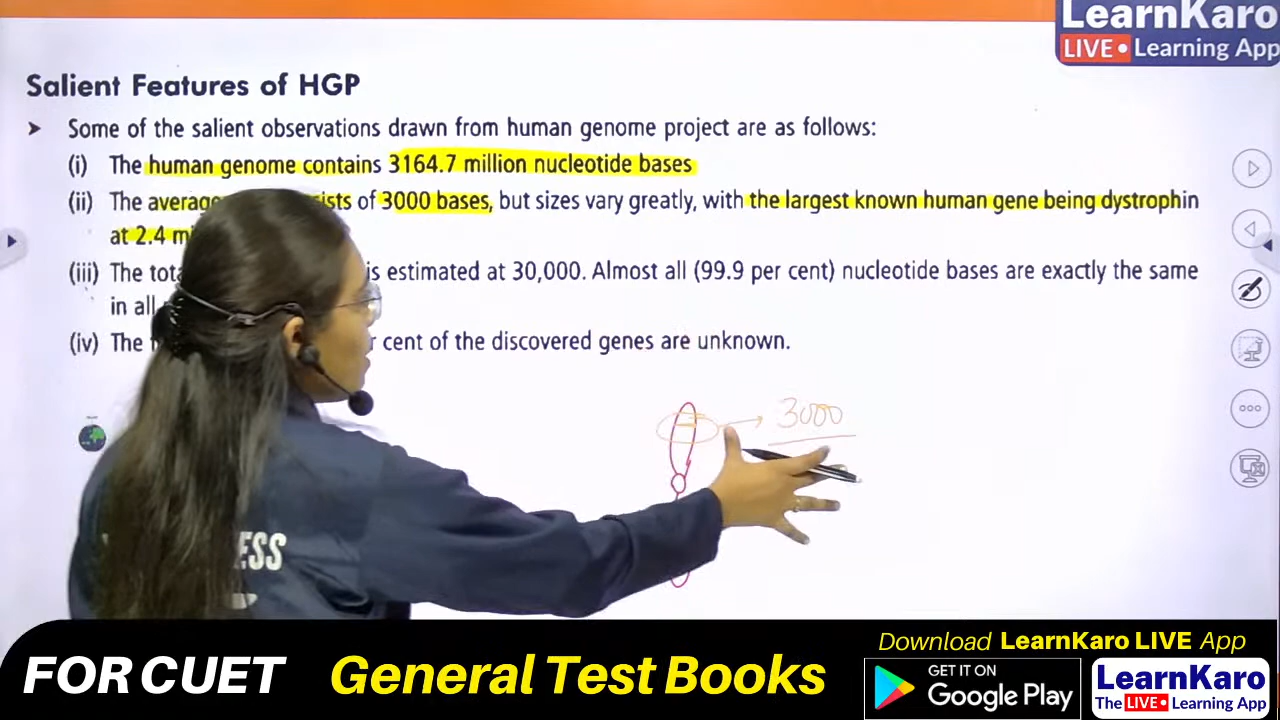 LearnKaro
LIVE • Learning App
Salient Features of HGP
➤ Some of the salient observations drawn from human genome project are as follows:
(i) The human genome contains 3164.7 million nucleotide bases
(ii) The average of 3000 bases, but sizes vary greatly, with the largest known human gene being dystrophin
at 2.4
(iii) The is estimated at 30,000. Almost all (99.9 per cent) nucleotide bases are exactly the same
in all
(iv) The cent of the discovered genes are unknown.
3000
ESS
Download LearnKaro LIVE App
FOR CUET General Test Books
GET IT ON
Google Play
LearnKaro
The LIVE • Learning App